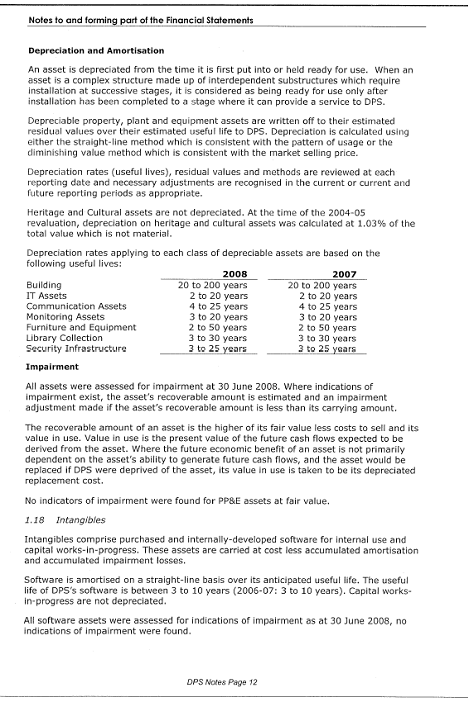 Notes to and forming part of the Financial Statements
Depreciation and Amortisation
An asset is depreciated from the time it is first put into or held ready for use. When an
asset is a complex structure made up of interdependent substructures which require
installation at successive stages, it is considered as being ready for use only after
installation has been completed to a stage where it can provide a service to DPS.
Depreciable property, plant and equipment assets are written off to their estimated
residual values over their estimated useful life to DPS. Depreciation is calculated using
either the straight-line method which is consistent with the pattern of usage or the
diminishing value method which is consistent with the market selling price.
Depreciation rates (useful lives), residual values and methods are reviewed at each
reporting date and necessary adjustments are recognised in the current or current and
future reporting periods as appropriate.
Heritage and Cultural assets are not depreciated. At the time of the 2004-05
revaluation, depreciation on heritage and cultural assets was calculated at 1.03% of the
total value which is not material.
Depreciation rates applying to each class of depreciable assets are based on the
following useful lives:
2008 2007
Building 20 to 200 years 20 to 200 years
IT Assets 2 to 20 years 2 to 20 years
Communication Assets 4 to 25 years 4 to 25 years
Monitoring Assets 3 to 20 years 3 to 20 years
Furniture and Equipment 2 to 50 years 2 to 50 years
Library Collection 3 to 30 years 3 to 30 years
Security Infrastructure 3 to 25 years 3 to 25 years
Impairment
All assets were assessed for impairment at 30 June 2008. Where indications of
impairment exist, the asset's recoverable amount is estimated and an impairment
adjustment made if the asset's recoverable amount is less than its carrying amount.
The recoverable amount of an asset is the higher of its fair value less costs to sell and its
value in use. Value in use is the present value of the future cash flows expected to be
derived from the asset. Where the future economic benefit of an asset is not primarily
dependent on the asset's ability to generate future cash flows, and the asset would be
replaced if DPS were deprived of the asset, its value in use is taken to be its depreciated
replacement cost.
No indicators of impairment were found for PP&E assets at fair value.
1.18 Intangibles
Intangibles comprise purchased and internally-developed software for internal use and
capital works-in-progress. These assets are carried at cost less accumulated amortisation
and accumulated impairment losses.
Software is amortised on a straight-line basis over its anticipated useful life. The useful
life of DPS's software is between 3 to 10 years (2006-07: 3 to 10 years). Capital works-
in-progress are not depreciated.
All software assets were assessed for indications of impairment as at 30 June 2008, no
indications of impairment were found.
DPS Notes Page 12